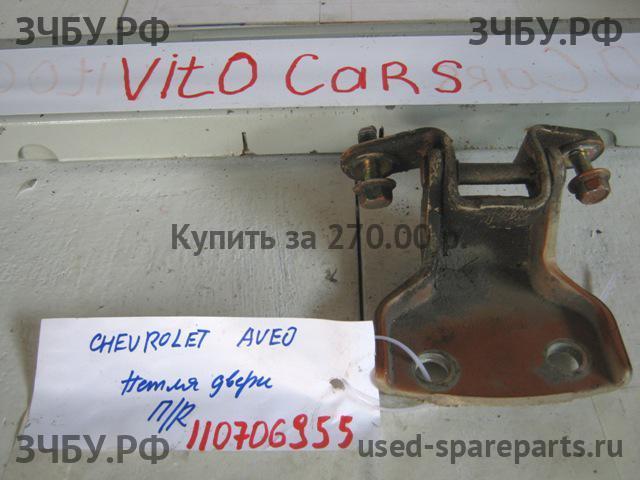 ЗЧБУ.РФ ЗЧБУ.РФ
VitO CaRS
Купить за 270.00 р.
CHEVROLET AVEO
Петля двери
П/R
110706955
ЗЧБУ.РФ used-spareparts.ru